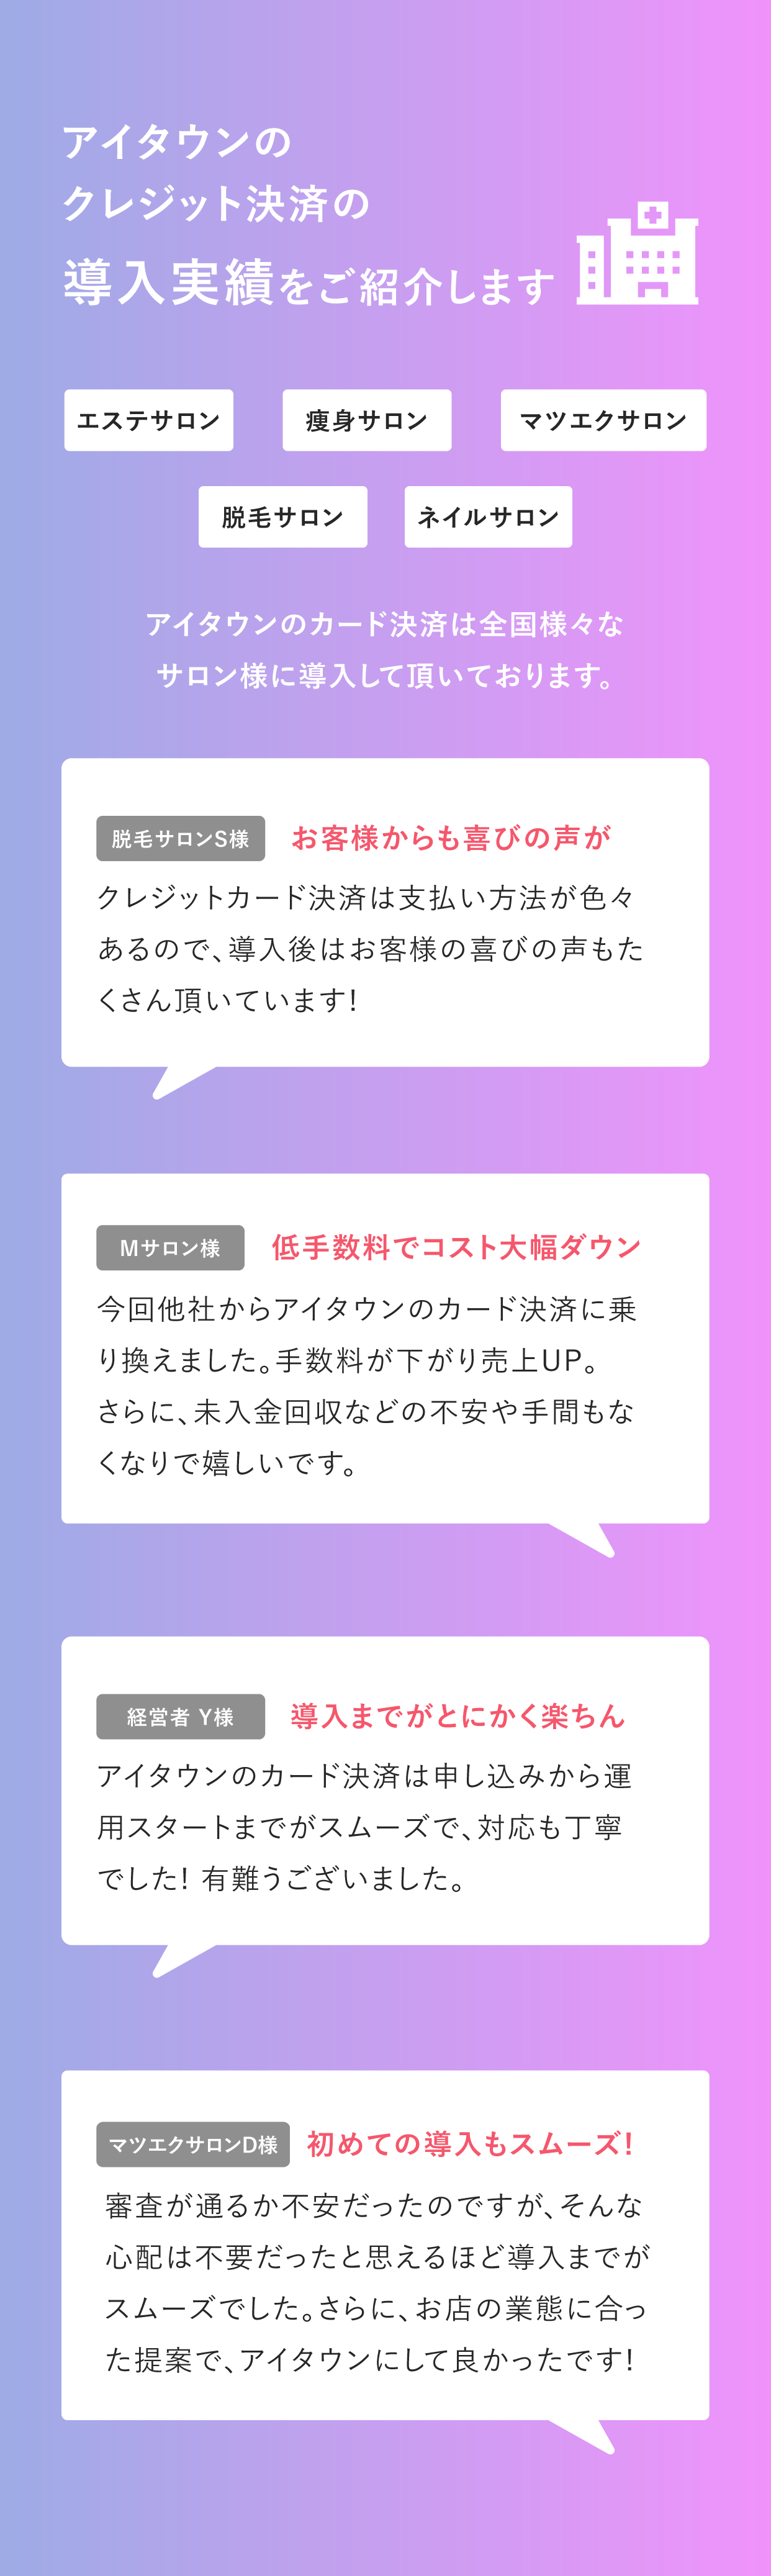 アイタウンの
クレジット決済の
導入実績をご紹介します
エステサロン
痩身サロン
マツエクサロン
脱毛サロン
ネイルサロン
アイタウンのカード決済は全国様々な
サロン様に導入して頂いております。
脱毛サロンS様
お客様からも喜びの声が
クレジットカード決済は支払い方法が色々
あるので、導入後はお客様の喜びの声もた
くさん頂いています!
Mサロン様
低手数料でコスト大幅ダウン
今回他社からアイタウンのカード決済に乗
り換えました。手数料が下がり売上UP。
さらに、未入金回収などの不安や手間もな
くなりで嬉しいです。
経営者 Y様
導入までがとにかく楽ちん
アイタウンのカード決済は申し込みから運
用スタートまでがスムーズで、対応も丁寧
でした! 有難うございました。
マツエクサロンD様
初めての導入もスムーズ!
審査が通るか不安だったのですが、そんな
心配は不要だったと思えるほど導入までが
スムーズでした。さらに、お店の業態に合っ
た提案で、アイタウンにして良かったです!